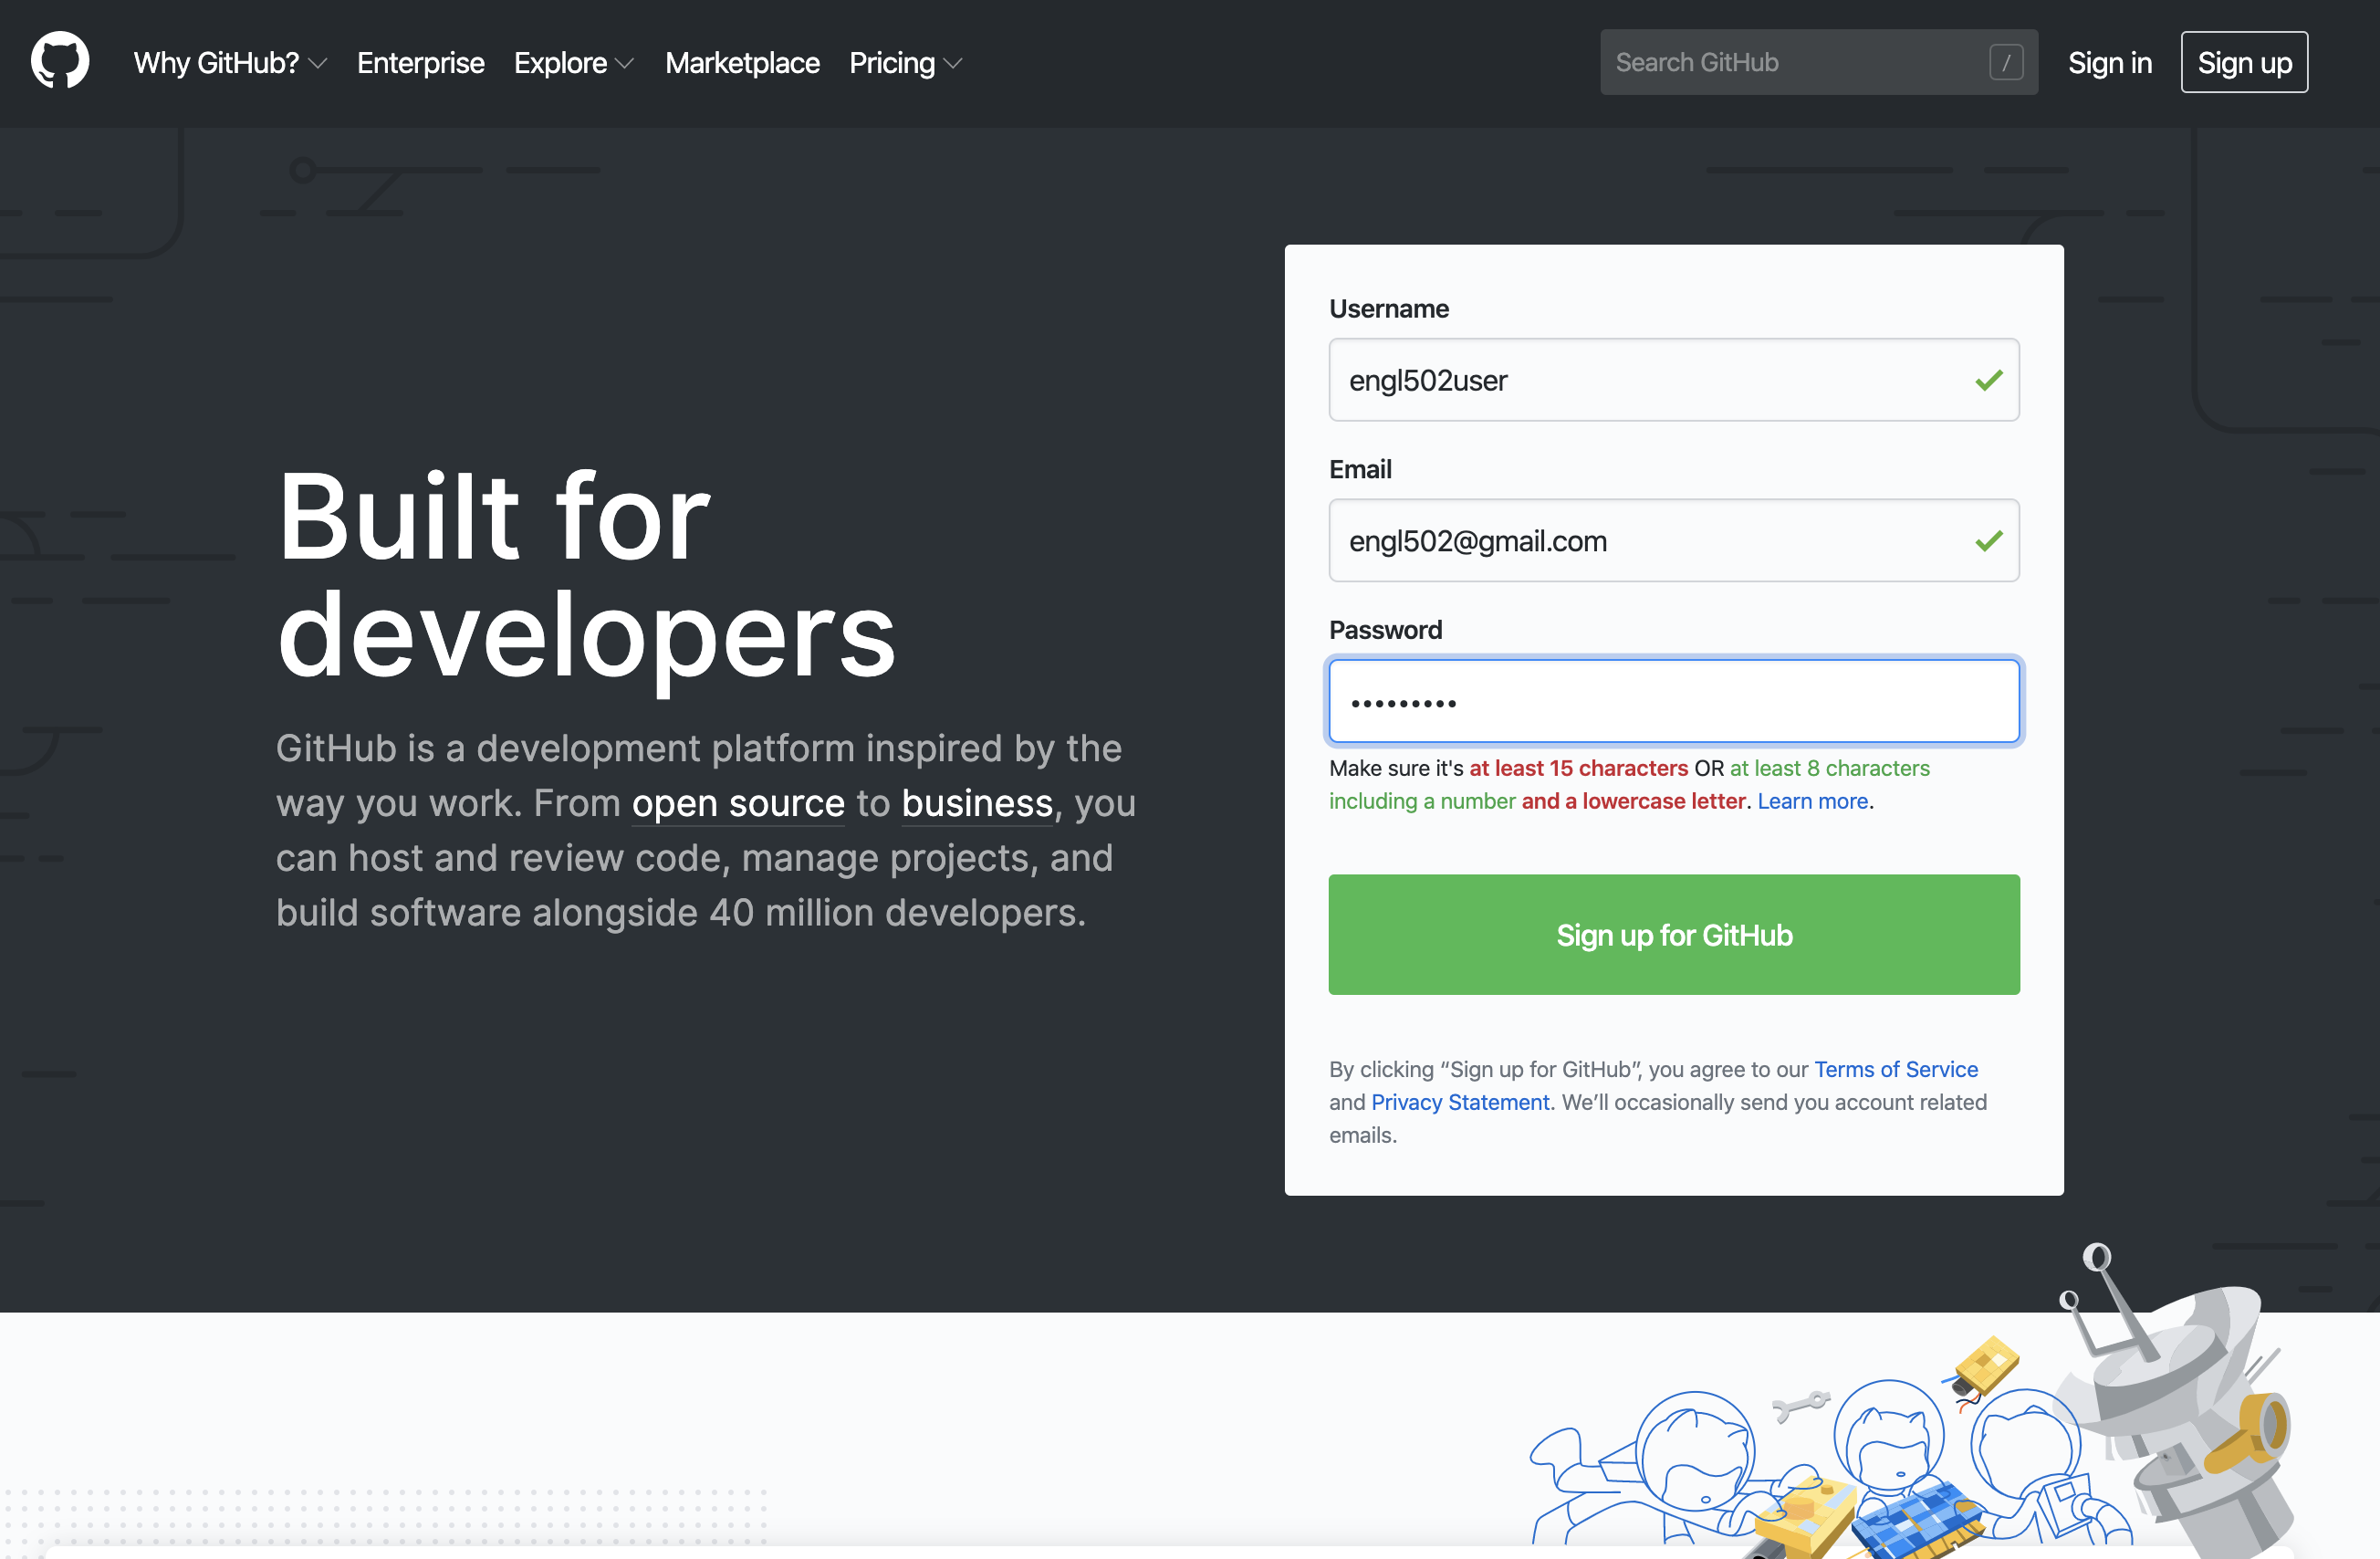 Why GitHub? Enterprise Explore Marketplace Pricing Search GitHub / Sign in Sign up
Built for
developers
GitHub is a development platform inspired by the
way you work. From open source to business, you
can host and review code, manage projects, and
build software alongside 40 million developers.
Username
engl502user
Email
engl502@gmail.com
Password
•••••••••
Make sure it's at least 15 characters OR at least 8 characters
including a number and a lowercase letter. Learn more.
Sign up for GitHub
By clicking “Sign up for GitHub”, you agree to our Terms of Service
and Privacy Statement. We’ll occasionally send you account related
emails.